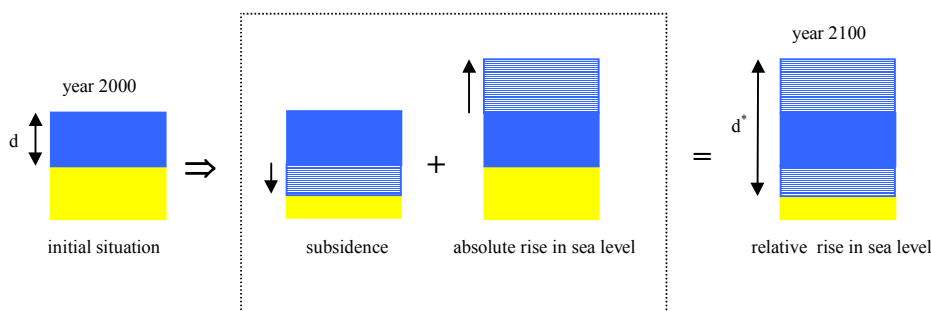 year 2000
d
initial situation
⇒
subsidence
+
absolute rise in sea level
=
year 2100
d*
relative rise in sea level